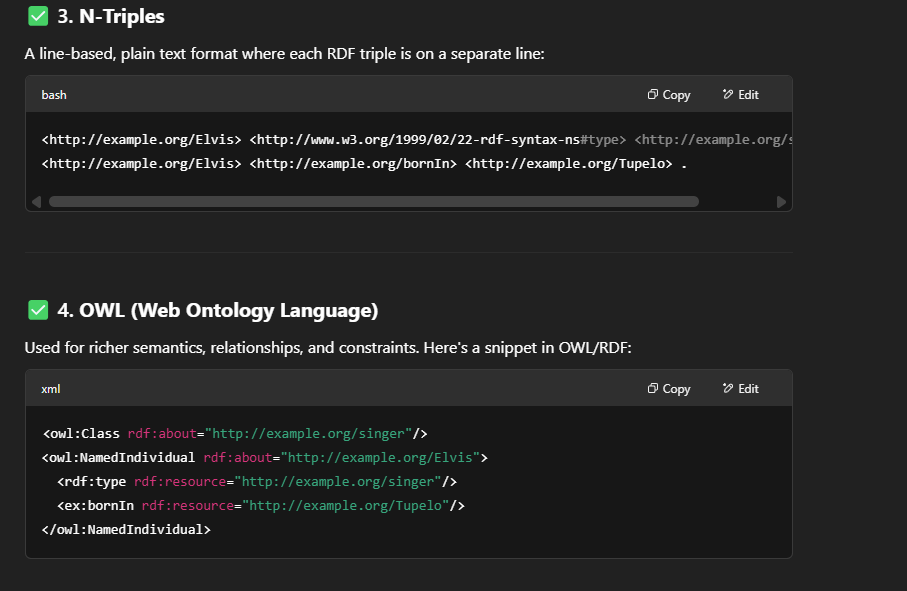 ✅ 3. N-Triples
A line-based, plain text format where each RDF triple is on a separate line:
bash Copy Edit
<http://example.org/Elvis> <http://www.w3.org/1999/02/22-rdf-syntax-ns#type> <http://example.org/s
<http://example.org/Elvis> <http://example.org/bornIn> <http://example.org/Tupelo> .
✅ 4. OWL (Web Ontology Language)
Used for richer semantics, relationships, and constraints. Here's a snippet in OWL/RDF:
xml Copy Edit
<owl:Class rdf:about="http://example.org/singer"/>
<owl:NamedIndividual rdf:about="http://example.org/Elvis">
  <rdf:type rdf:resource="http://example.org/singer"/>
  <ex:bornIn rdf:resource="http://example.org/Tupelo"/>
</owl:NamedIndividual>